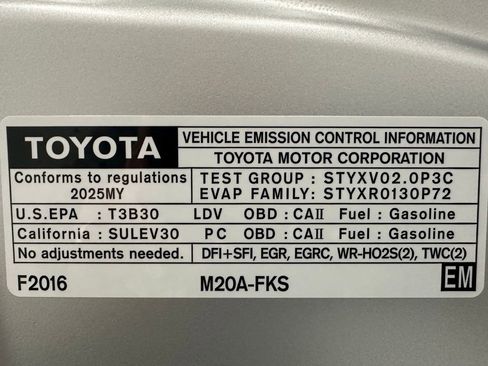 TOYOTA
VEHICLE EMISSION CONTROL INFORMATION
TOYOTA MOTOR CORPORATION
Conforms to regulations
2025MY
TEST GROUP : STYXV02.0P3C
EVAP FAMILY: STYXR0130P72
U.S.EPA : T3B30 LDV OBD : CAII Fuel : Gasoline
California : SULEV30 PC OBD : CAII Fuel : Gasoline
No adjustments needed. DFI+SFI, EGR, EGRC, WR-HO2S(2), TWC(2)
F2016 M20A-FKS EM